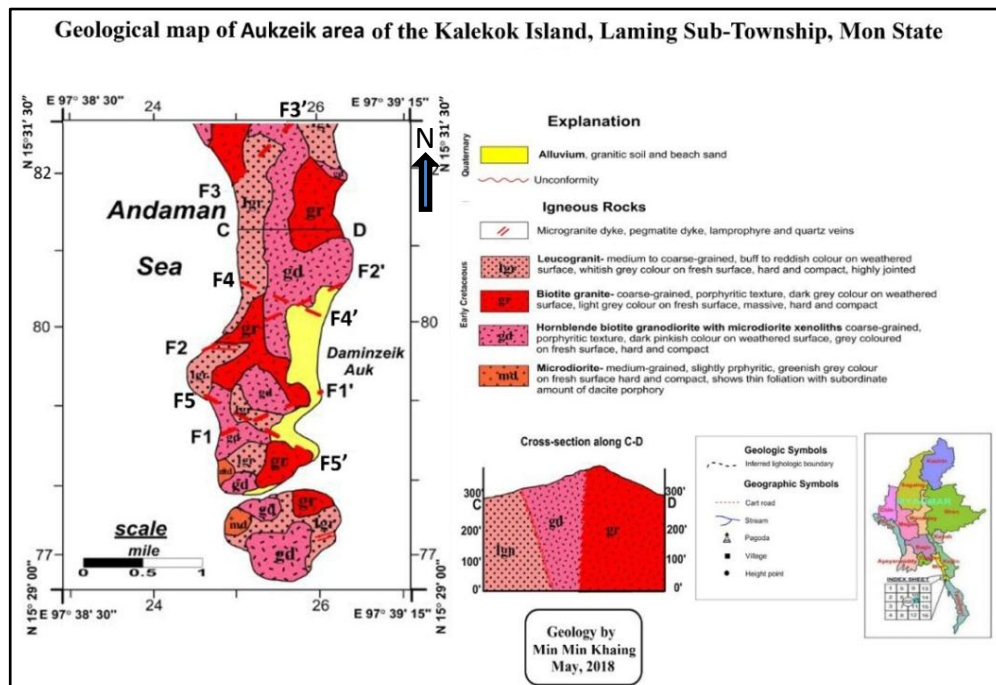 Geological map of Aukzeik area of the Kalekok Island, Laming Sub-Township, Mon State
E 97° 38' 30"
24
F3'
26
E 97° 39' 15"
N 15° 31' 30"
N 15° 31' 30"
N
82
82
F3
lgr
gr
Andaman
C
D
Sea
gd
F4
F2'
80
gr
F4'
80
F2
Daminzeik
Auk
lgr
gd
F1'
F5
lgr
F1
gd
lgr
gr
md
F5'
gd
gd
gr
md
lgr
scale
mile
0 0.5 1
gd
77
77
N 15° 29' 00"
N 15° 29' 00"
E 97° 38' 30"
24
26
E 97° 39' 15"
Explanation
Quaternary
Alluvium, granitic soil and beach sand
Unconformity
Igneous Rocks
Microgranite dyke, pegmatite dyke, lamprophyre and quartz veins
Early Cretaceous
lgr
Leucogranit- medium to coarse-grained, buff to reddish colour on weathered
surface, whitish grey colour on fresh surface, hard and compact, highly jointed
gr
Biotite granite- coarse-grained, porphyritic texture, dark grey colour on weathered
surface, light grey colour on fresh surface, massive, hard and compact
gd
Hornblende biotite granodiorite with microdiorite xenoliths coarse-grained,
porphyritic texture, dark pinkish colour on weathered surface, grey coloured
on fresh surface, hard and compact
md
Microdiorite- medium-grained, slightly prphyritic, greenish grey colour
on fresh surface hard and compact, shows thin foliation with subordinate
amount of dacite porphory
Cross-section along C-D
300'
C
200'
100'
0'
lgr
gd
gr
300'
D
200'
100'
0'
Geologic Symbols
Inferred lighologic boundary
Geographic Symbols
Cart road
Stream
Pagoda
Village
Height point
Kachin
Sagaing
MYANMAR
Shan
INDEX SHEET
Geology by
Min Min Khaing
May, 2018